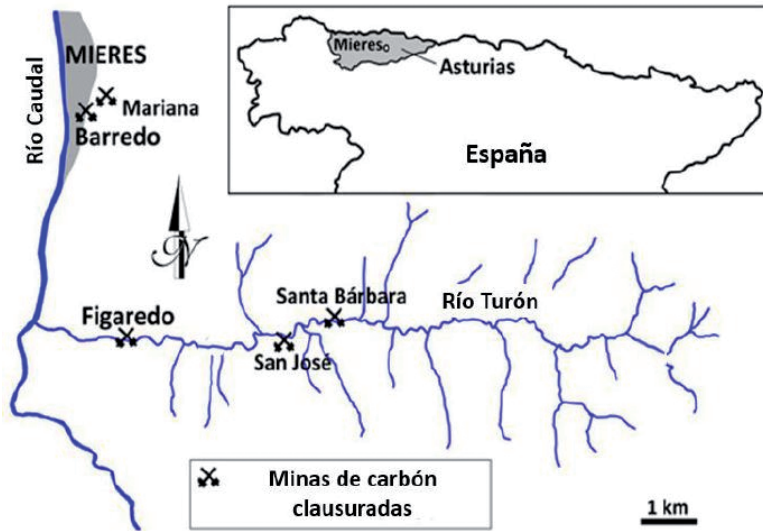 MIERES
Mariana
Barredo
Río Caudal
Mieres
Asturias
España
N
Santa Bárbara
Río Turón
Figaredo
San José
Minas de carbón
clausuradas
1 km